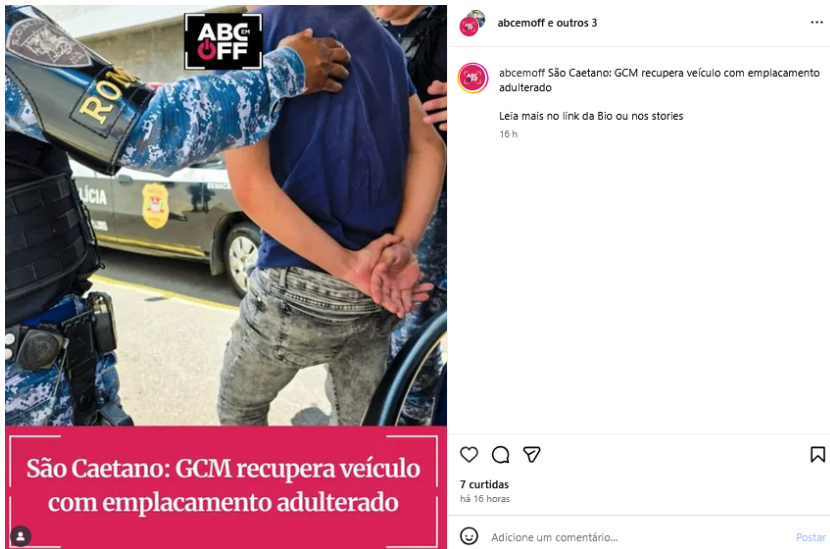 ABC EM
OFF
ROMU
LÍCIA
São Caetano: GCM recupera veículo
com emplacamento adulterado
abcemoff e outros 3
abcemoff São Caetano: GCM recupera veículo com emplacamento
adulterado
Leia mais no link da Bio ou nos stories
16 h
7 curtidas
há 16 horas
Adicione um comentário...
Postar